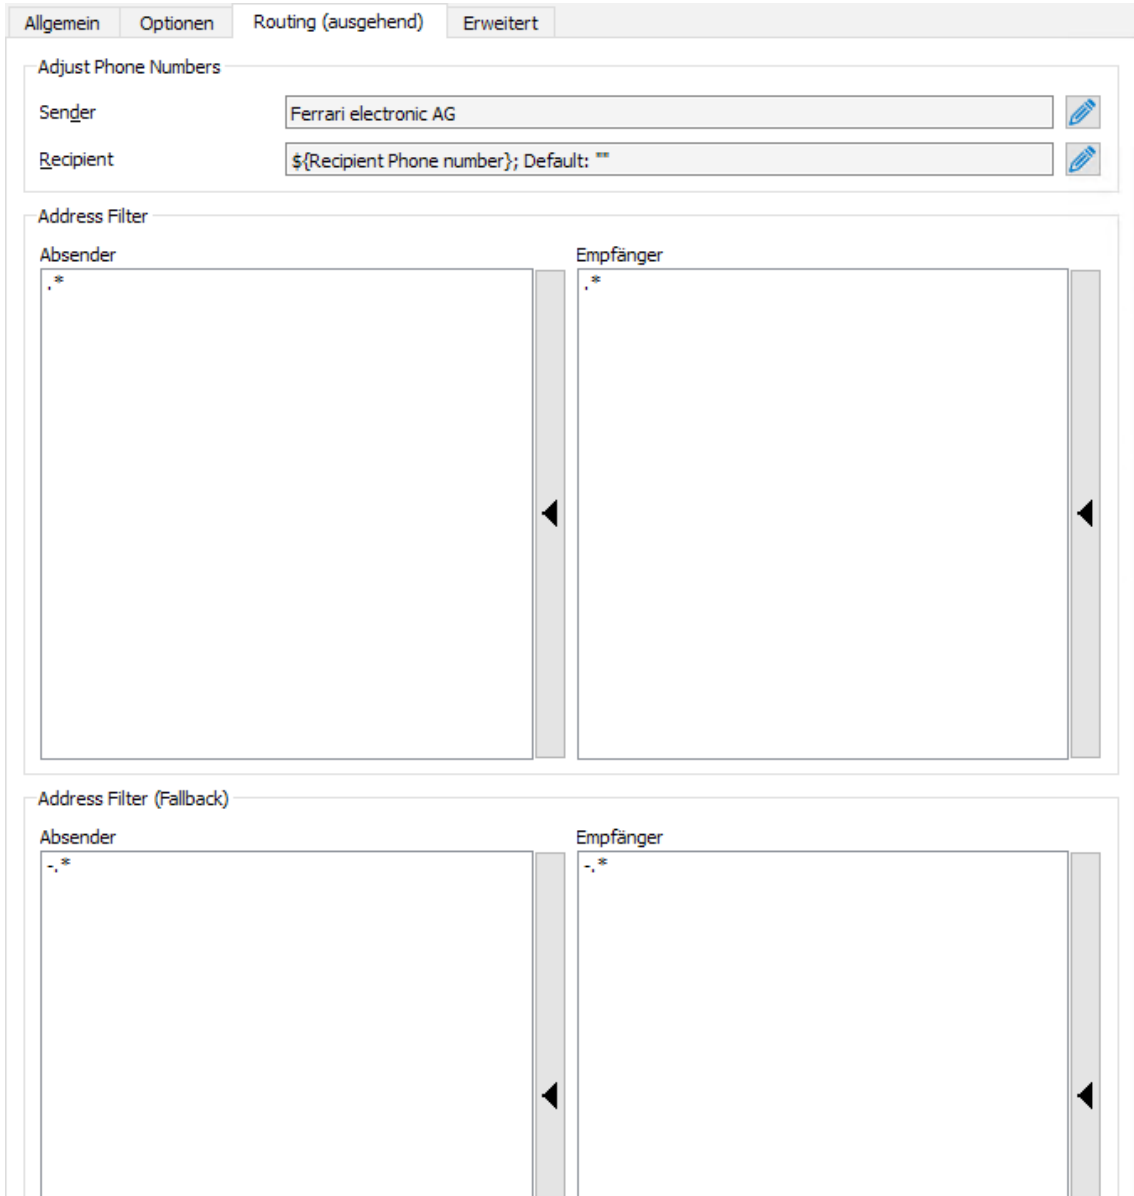 Allgemein Optionen Routing (ausgehend) Erweitert
Adjust Phone Numbers
Sender Ferrari electronic AG
Recipient ${Recipient Phone number}; Default: ""
Address Filter
Absender Empfänger
.* .*
Address Filter (Fallback)
Absender Empfänger
-.* -.*